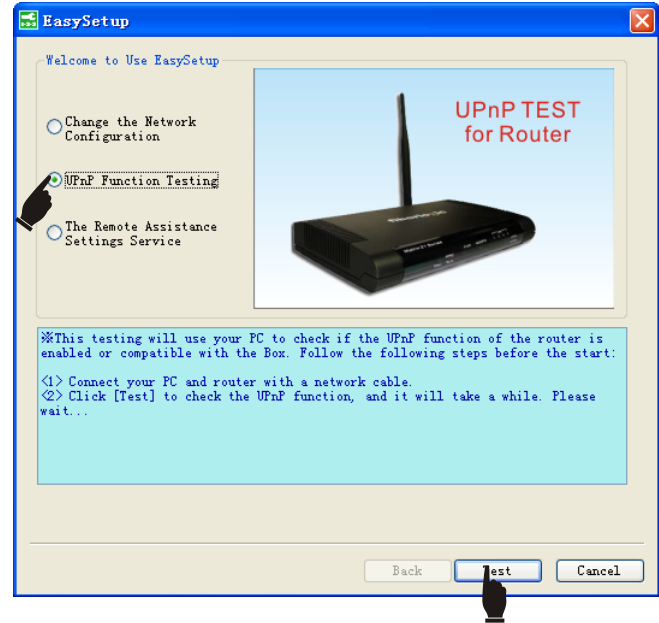 EasySetup
Welcome to Use EasySetup
Change the Network
Configuration
UPnP Function Testing
The Remote Assistance
Settings Service
UPnP TEST
for Router
※This testing will use your PC to check if the UPnP function of the router is
enabled or compatible with the Box. Follow the following steps before the start:
<1> Connect your PC and router with a network cable.
<2> Click [Test] to check the UPnP function, and it will take a while. Please
wait...
Back
Test
Cancel